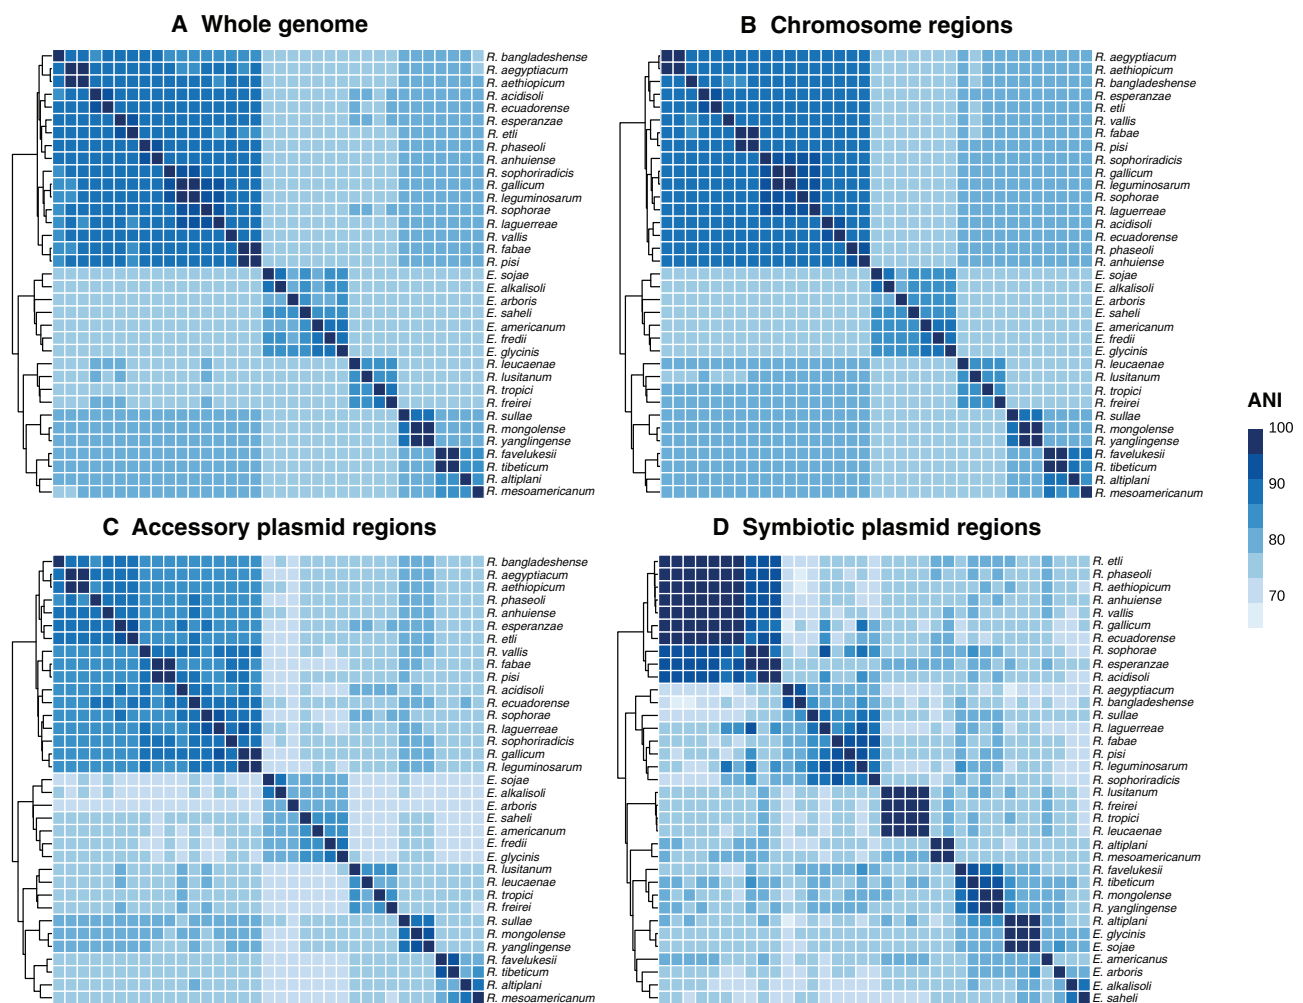 A Whole genome
R. bangladeshense
R. aegyptiacum
R. aethiopicum
R. acidisoli
R. ecuadorense
R. esperanzae
R. etli
R. phaseoli
R. anhuiense
R. sophoriradicis
R. gallicum
R. leguminosarum
R. sophorae
R. laguerreae
R. vallis
R. fabae
R. pisi
E. sojae
E. alkalisoli
E. arboris
E. saheli
E. americanum
E. fredii
E. glycinis
R. leucaenae
R. lusitanum
R. tropici
R. freirei
R. sullae
R. mongolense
R. yanglingense
R. favelukesii
R. tibeticum
R. altiplani
R. mesoamericanum
B Chromosome regions
R. aegyptiacum
R. aethiopicum
R. bangladeshense
R. esperanzae
R. etli
R. vallis
R. fabae
R. pisi
R. sophoriradicis
R. gallicum
R. leguminosarum
R. sophorae
R. laguerreae
R. acidisoli
R. ecuadorense
R. phaseoli
R. anhuiense
E. sojae
E. alkalisoli
E. arboris
E. saheli
E. americanum
E. fredii
E. glycinis
R. leucaenae
R. lusitanum
R. tropici
R. freirei
R. sullae
R. mongolense
R. yanglingense
R. favelukesii
R. tibeticum
R. altiplani
R. mesoamericanum
ANI
100
90
80
70
C Accessory plasmid regions
R. bangladeshense
R. aegyptiacum
R. aethiopicum
R. phaseoli
R. anhuiense
R. esperanzae
R. etli
R. vallis
R. fabae
R. pisi
R. acidisoli
R. ecuadorense
R. sophorae
R. laguerreae
R. sophoriradicis
R. gallicum
R. leguminosarum
E. sojae
E. alkalisoli
E. arboris
E. saheli
E. americanum
E. fredii
E. glycinis
R. lusitanum
R. leucaenae
R. tropici
R. freirei
R. sullae
R. mongolense
R. yanglingense
R. favelukesii
R. tibeticum
R. altiplani
R. mesoamericanum
D Symbiotic plasmid regions
R. etli
R. phaseoli
R. aethiopicum
R. anhuiense
R. vallis
R. gallicum
R. ecuadorense
R. sophorae
R. esperanzae
R. acidisoli
R. aegyptiacum
R. bangladeshense
R. sullae
R. laguerreae
R. fabae
R. pisi
R. leguminosarum
R. sophoriradicis
R. lusitanum
R. freirei
R. tropici
R. leucaenae
R. altiplani
R. mesoamericanum
R. favelukesii
R. tibeticum
R. mongolense
R. yanglingense
R. altiplani
E. glycinis
E. sojae
E. americanus
E. arboris
E. alkalisoli
E. saheli